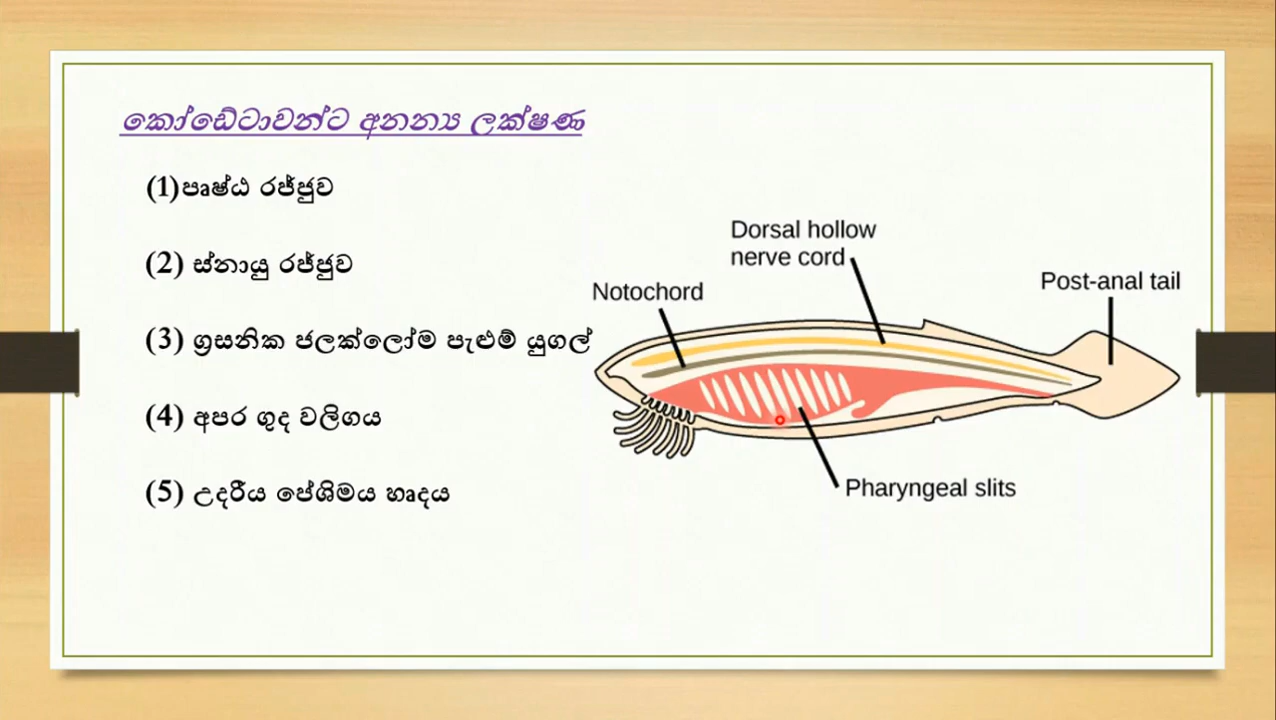 කෝඩේටාවන්ට අනන්‍ය ලක්ෂණ
(1)පෘෂ්ඨ රජ්ජුව
(2) ස්නායු රජ්ජුව
(3) ග්‍රසනික ජලක්ලෝම පැළුම් යුගල්
(4) අපර ගුද වලිගය
(5) උදරීය පේශිමය හෘදය
Dorsal hollow
nerve cord
Notochord
Post-anal tail
Pharyngeal slits